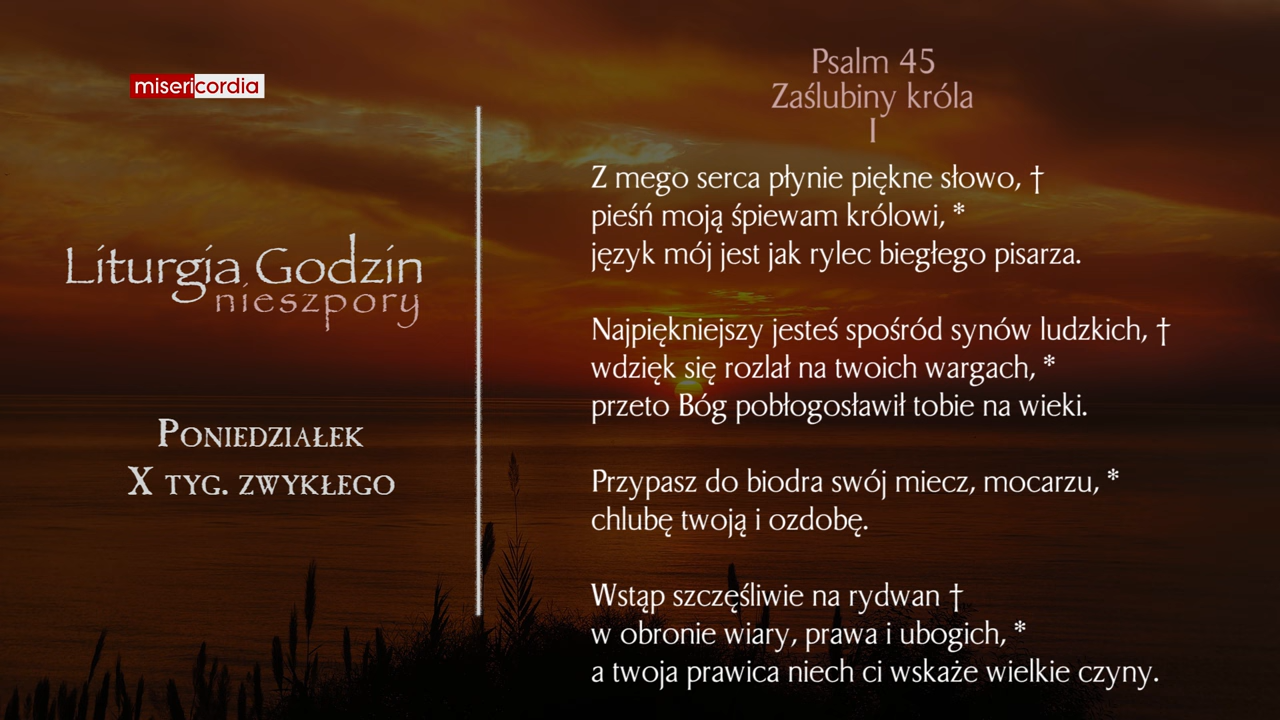 misericordia
Liturgia Godzin
nieszpory
Poniedziałek
X tyg. zwykłego
Psalm 45
Zaślubiny króla
I
Z mego serca płynie piękne słowo, †
pieśń moją śpiewam królowi, *
język mój jest jak rylec biegłego pisarza.
Najpiękniejszy jesteś spośród synów ludzkich, †
wdzięk się rozlał na twoich wargach, *
przeto Bóg pobłogosławił tobie na wieki.
Przypasz do biodra swój miecz, mocarzu, *
chlubę twoją i ozdobę.
Wstąp szczęśliwie na rydwan †
w obronie wiary, prawa i ubogich, *
a twoja prawica niech ci wskaże wielkie czyny.